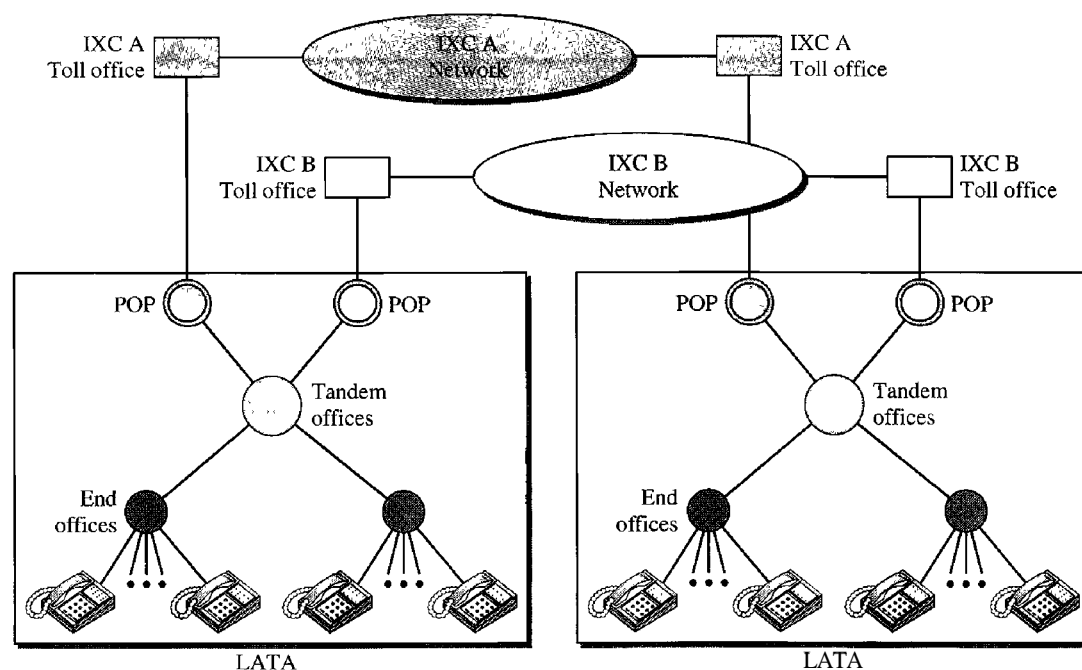 IXC A
Toll office
IXC A
Network
IXC A
Toll office
IXC B
Toll office
IXC B
Network
IXC B
Toll office
POP
POP
POP
POP
Tandem
offices
Tandem
offices
End
offices
End
offices
LATA
LATA